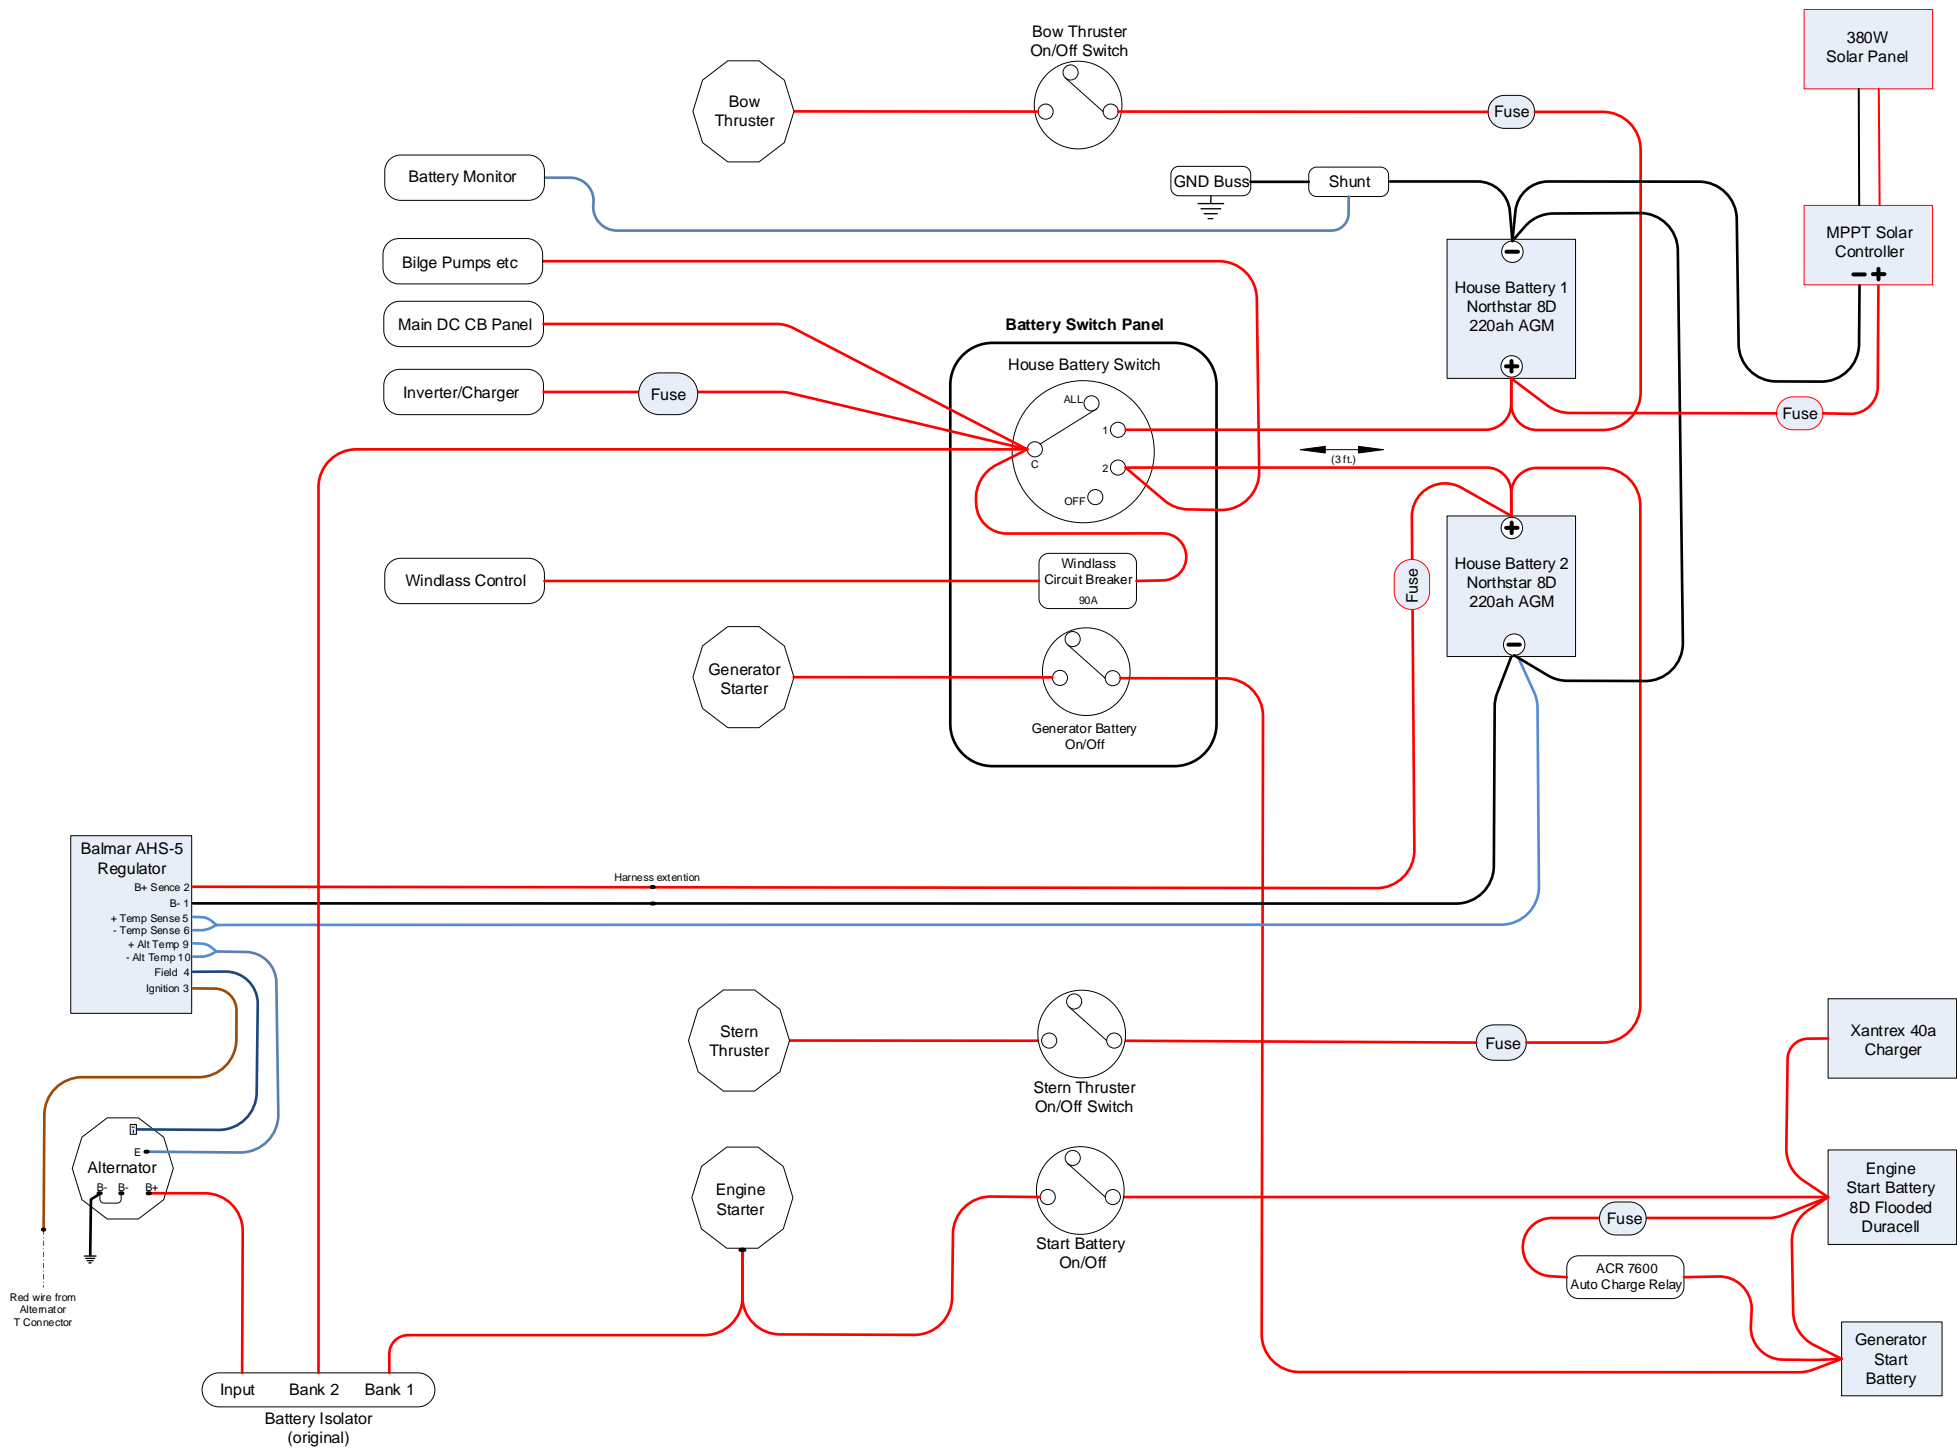 Bow Thruster
On/Off Switch
380W
Solar Panel
Bow
Thruster
Fuse
Battery Monitor
GND Buss
Shunt
MPPT Solar
Controller
Bilge Pumps etc
House Battery 1
Northstar 8D
220ah AGM
Main DC CB Panel
Battery Switch Panel
House Battery Switch
Inverter/Charger
Fuse
ALL
1
Fuse
C
2
(3 ft.)
OFF
Windlass Control
Windlass
Circuit Breaker
90A
Fuse
House Battery 2
Northstar 8D
220ah AGM
Generator
Starter
Generator Battery
On/Off
Balmar AHS-5
Regulator
B+ Sence 2
B- 1
+ Temp Sense 5
- Temp Sense 6
+ Alt Temp 9
- Alt Temp 10
Field 4
Ignition 3
Harness extention
Stern
Thruster
Fuse
Stern Thruster
On/Off Switch
Xantrex 40a
Charger
E
Alternator
B-
B-
B+
Engine
Starter
Start Battery
On/Off
Engine
Start Battery
8D Flooded
Duracell
Fuse
ACR 7600
Auto Charge Relay
Red wire from
Alternator
T Connector
Generator
Start
Battery
Input
Bank 2
Bank 1
Battery Isolator
(original)